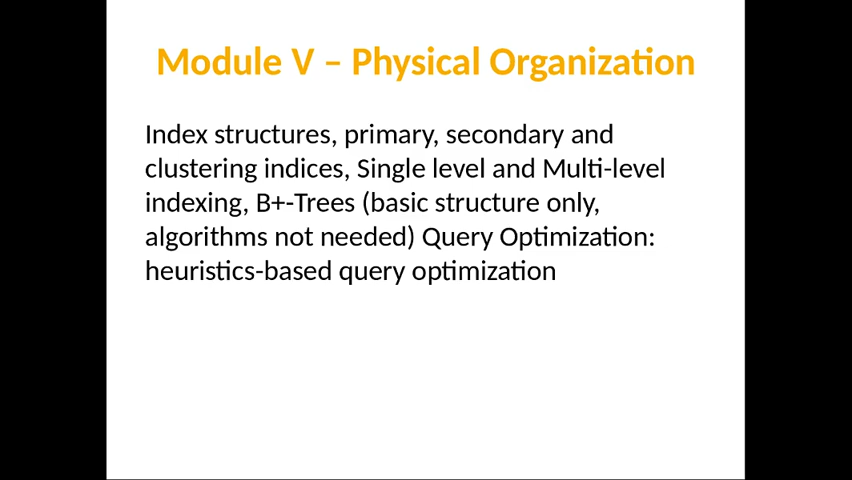 Module V – Physical Organization
Index structures, primary, secondary and
clustering indices, Single level and Multi-level
indexing, B+-Trees (basic structure only,
algorithms not needed) Query Optimization:
heuristics-based query optimization